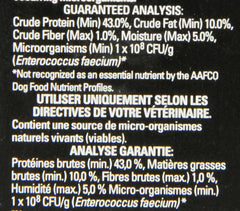 GUARANTEED ANALYSIS:
Crude Protein (Min) 43.0%, Crude Fat (Min) 10.0%,
Crude Fiber (Max) 1.0%, Moisture (Max) 5.0%,
Microorganisms (Min) 1 x 10⁸ CFU/g
(Enterococcus faecium)*
*Not recognized as an essential nutrient by the AAFCO
Dog Food Nutrient Profiles.
UTILISER UNIQUEMENT SELON LES
DIRECTIVES DE VOTRE VÉTÉRINAIRE.
Contient une source de micro-organismes
naturels vivants (viables).
ANALYSE GARANTIE:
Protéines brutes (min.) 43,0 %, Matières grasses
brutes (min.) 10,0 %, Fibres brutes (max.) 1,0 %,
Humidité (max.) 5,0 % Micro-organismes (min.)
1 x 10⁸ CFU/g (Enterococcus faecium)*